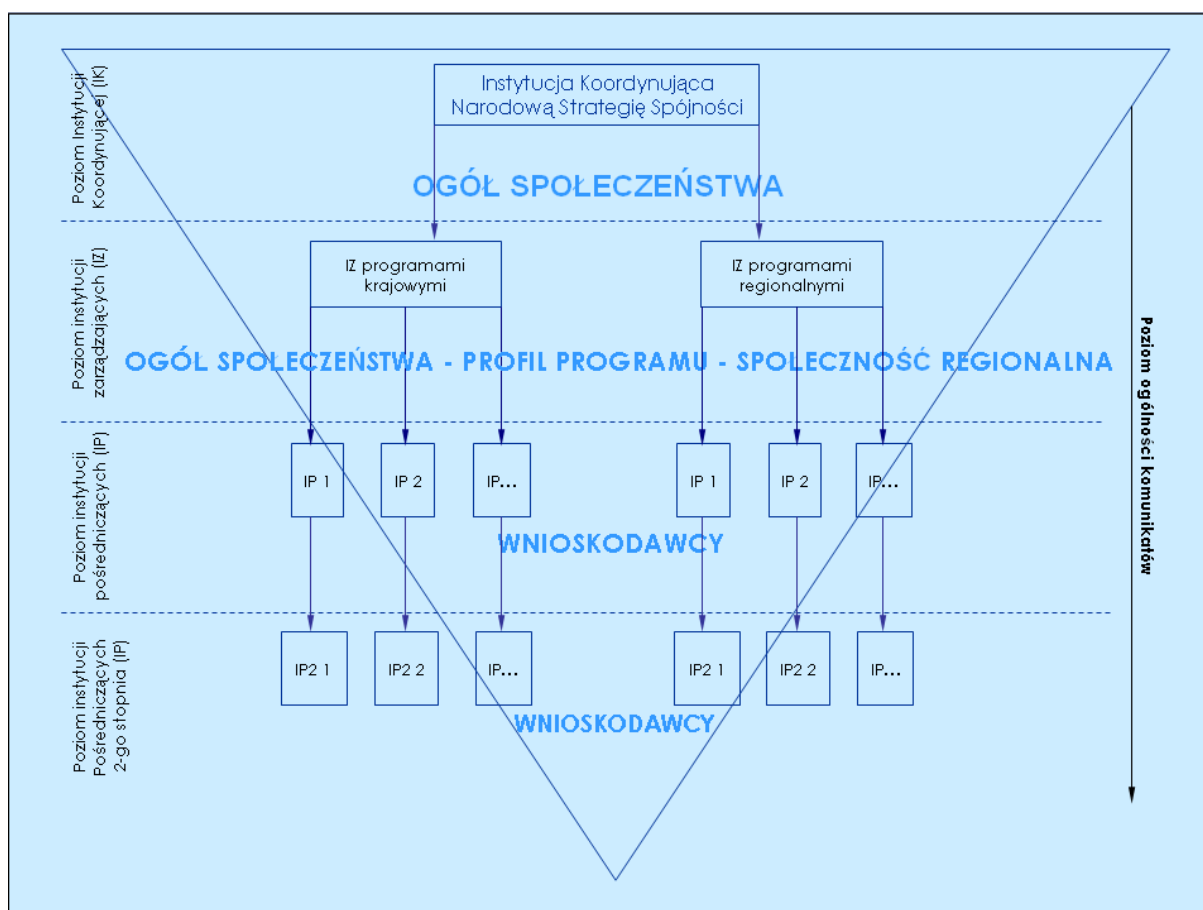 Poziom Instytucji
Koordynującej (IK)
Instytucja Koordynująca
Narodową Strategię Spójności
OGÓŁ SPOŁECZEŃSTWA
Poziom instytucji
zarządzających (IZ)
IZ programami
krajowymi
IZ programami
regionalnymi
OGÓŁ SPOŁECZEŃSTWA - PROFIL PROGRAMU - SPOŁECZNOŚĆ REGIONALNA
Poziom instytucji
pośredniczących (IP)
IP 1
IP 2
IP...
IP 1
IP 2
IP...
WNIOSKODAWCY
Poziom instytucji
Pośredniczących
2-go stopnia (IP)
IP2 1
IP2 2
IP...
IP2 1
IP2 2
IP...
WNIOSKODAWCY
Poziom ogólności komunikatów